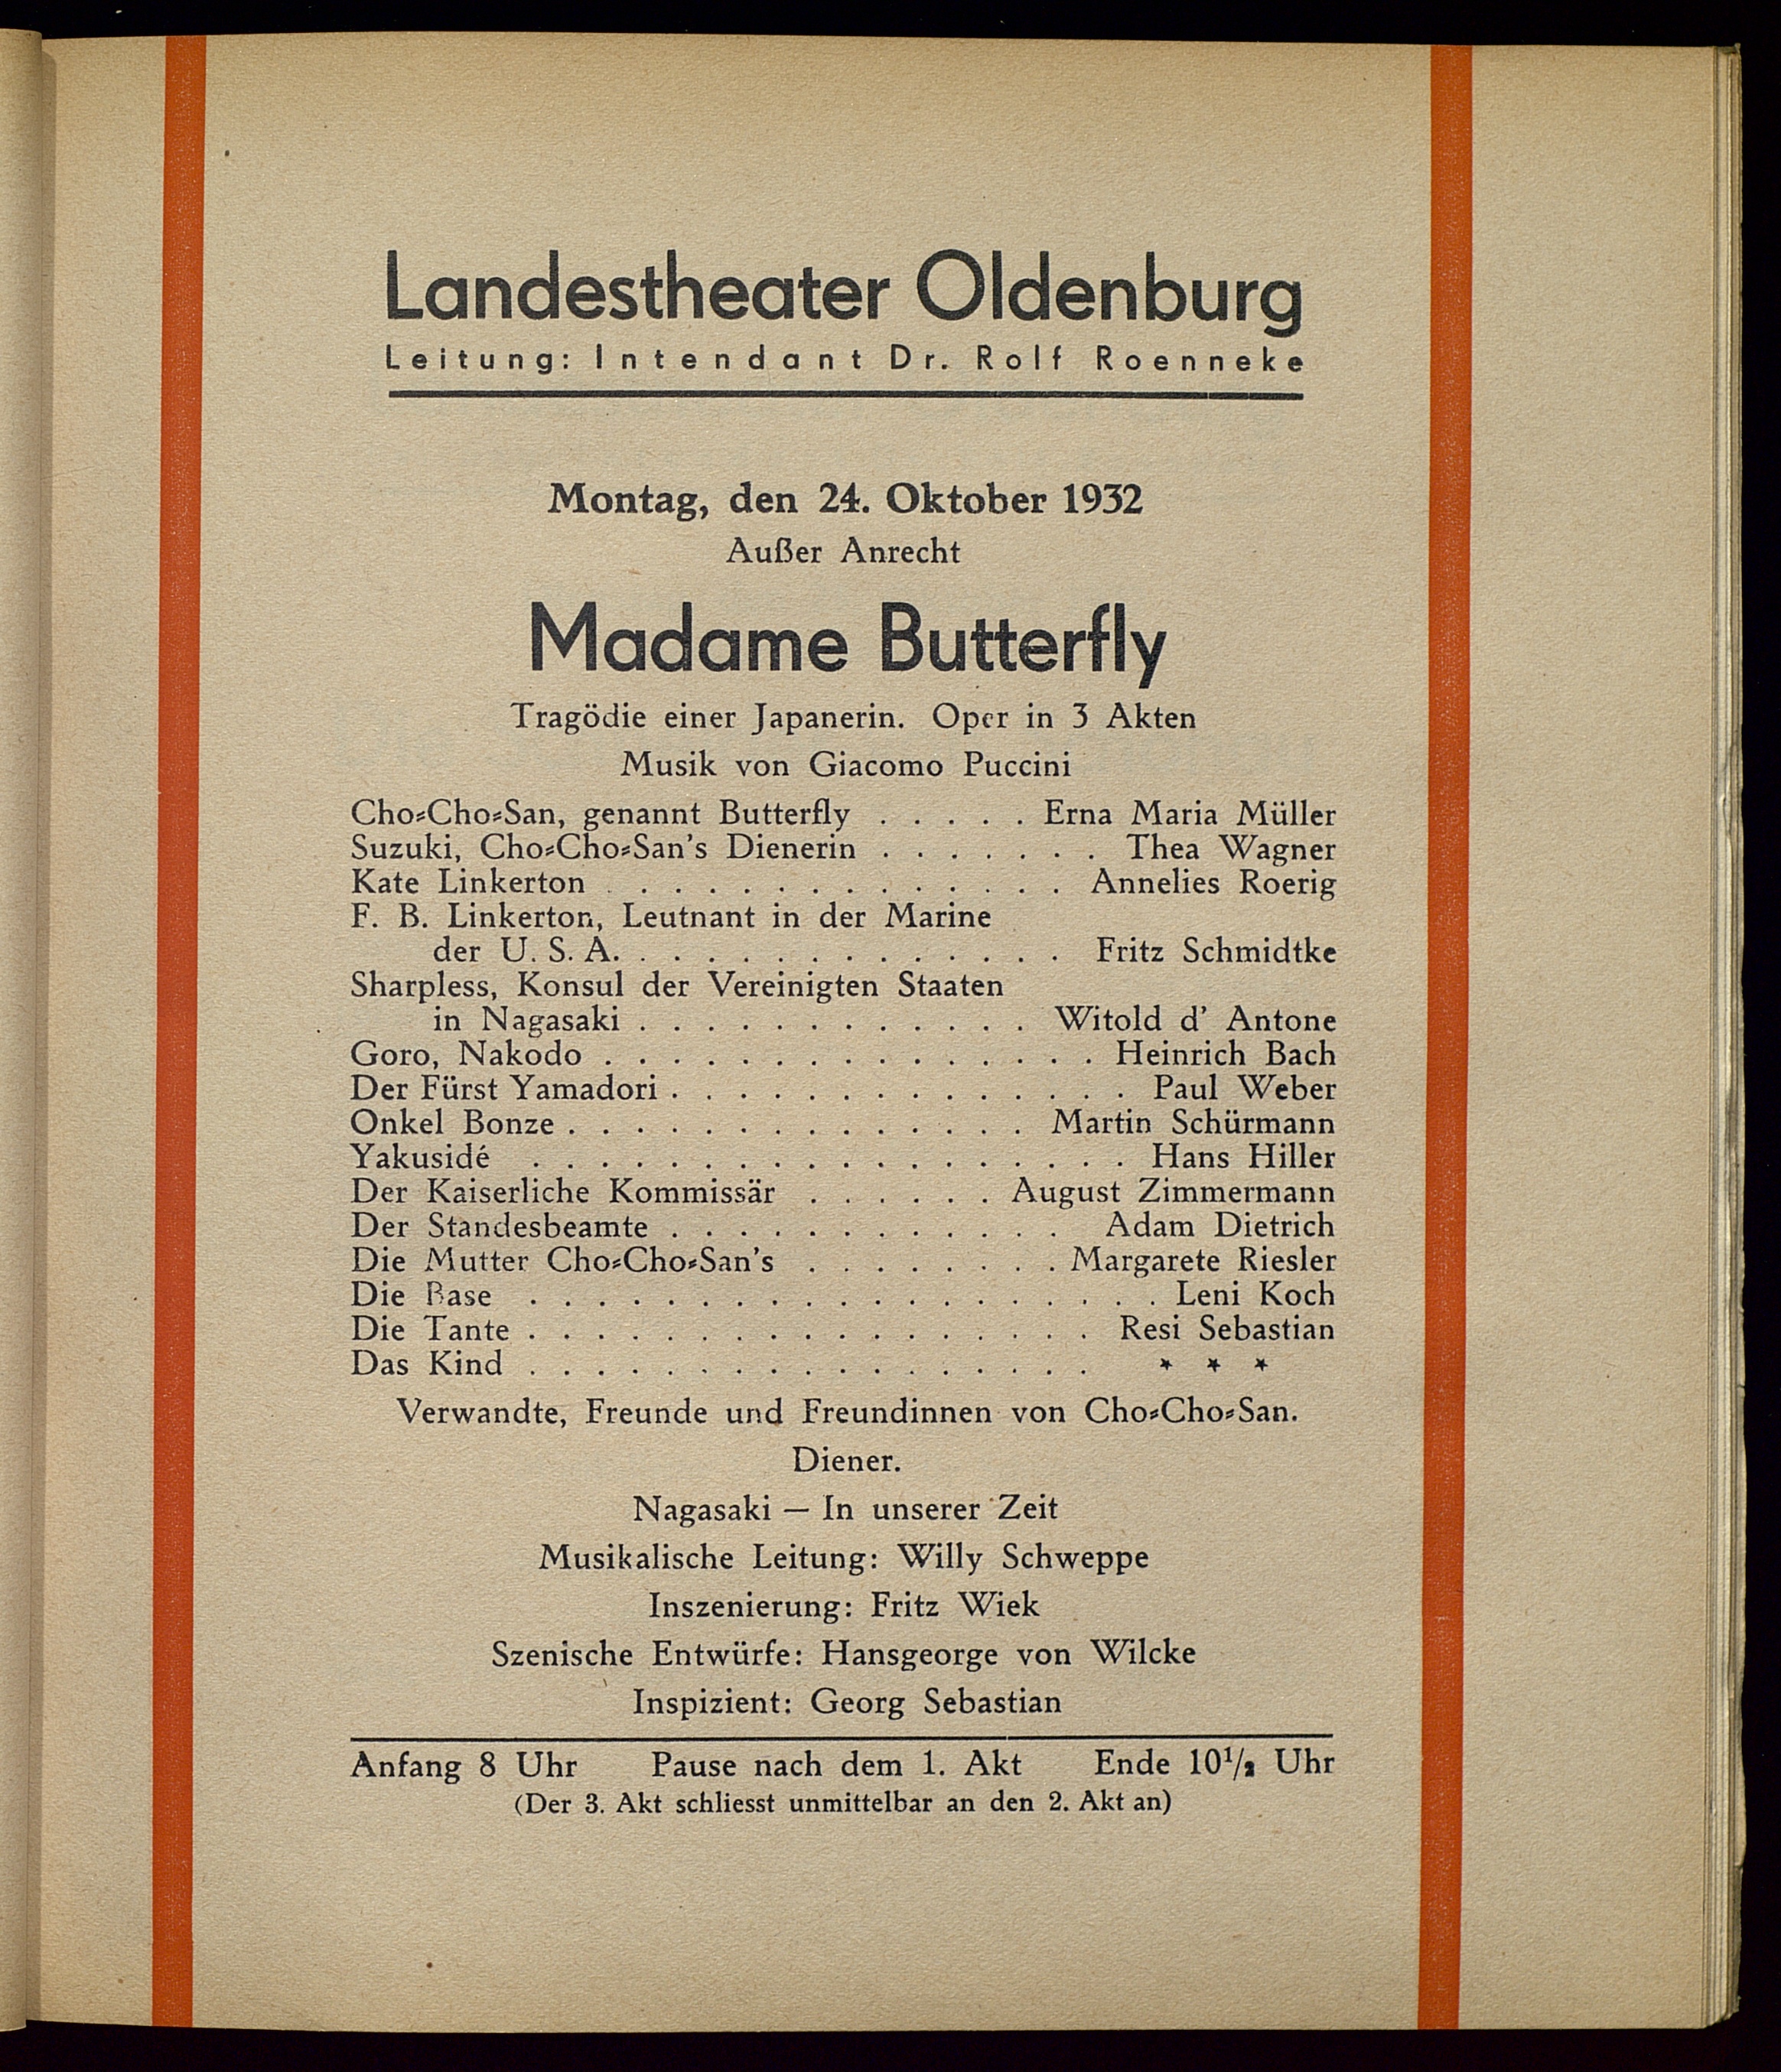 Landestheater Oldenburg
Leitung: Intendant Dr. Rolf Roenneke
Montag, den 24. Oktober 1932
Außer Anrecht
Madame Butterfly
Tragödie einer Japanerin. Oper in 3 Akten
Musik von Giacomo Puccini
Cho⸗Cho⸗San, genannt Butterfly . . . . . Erna Maria Müller
Suzuki, Cho⸗Cho⸗San's Dienerin . . . . . . . Thea Wagner
Kate Linkerton . . . . . . . . . . . . . . Annelies Roerig
F. B. Linkerton, Leutnant in der Marine
der U. S. A. . . . . . . . . . . . . . Fritz Schmidtke
Sharpless, Konsul der Vereinigten Staaten
in Nagasaki . . . . . . . . . . . . Witold d' Antone
Goro, Nakodo . . . . . . . . . . . . . . . Heinrich Bach
Der Fürst Yamadori . . . . . . . . . . . . . . Paul Weber
Onkel Bonze . . . . . . . . . . . . . . Martin Schürmann
Yakusidé . . . . . . . . . . . . . . . . . . Hans Hiller
Der Kaiserliche Kommissär . . . . . . August Zimmermann
Der Standesbeamte . . . . . . . . . . . . Adam Dietrich
Die Mutter Cho⸗Cho⸗San's . . . . . . . . Margarete Riesler
Die Base . . . . . . . . . . . . . . . . . . . Leni Koch
Die Tante . . . . . . . . . . . . . . . . . Resi Sebastian
Das Kind . . . . . . . . . . . . . . . . . * * *
Verwandte, Freunde und Freundinnen von Cho⸗Cho⸗San.
Diener.
Nagasaki — In unserer Zeit
Musikalische Leitung: Willy Schweppe
Inszenierung: Fritz Wiek
Szenische Entwürfe: Hansgeorge von Wilcke
Inspizient: Georg Sebastian
Anfang 8 Uhr Pause nach dem 1. Akt Ende 10½ Uhr
(Der 3. Akt schliesst unmittelbar an den 2. Akt an)